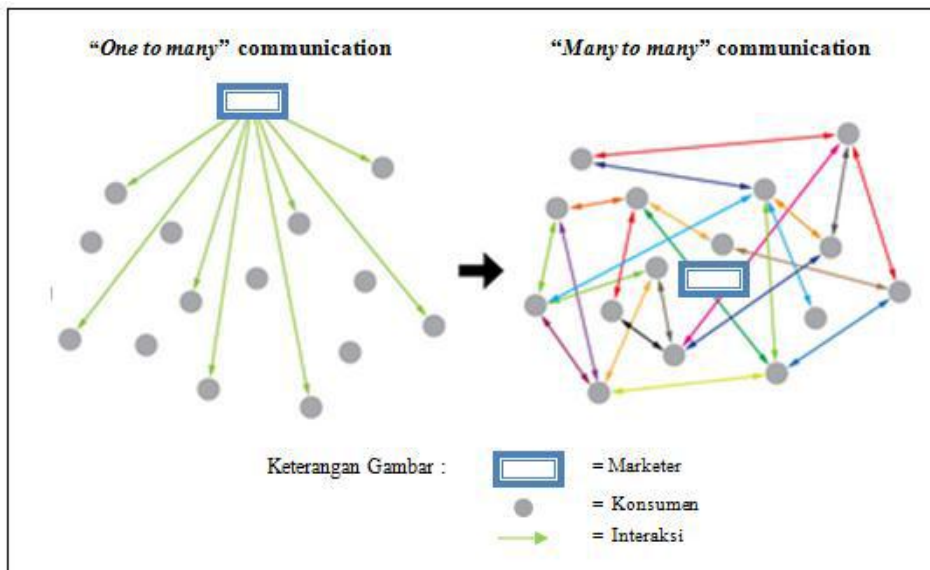 “One to many” communication
“Many to many” communication
Keterangan Gambar :
= Marketer
= Konsumen
= Interaksi